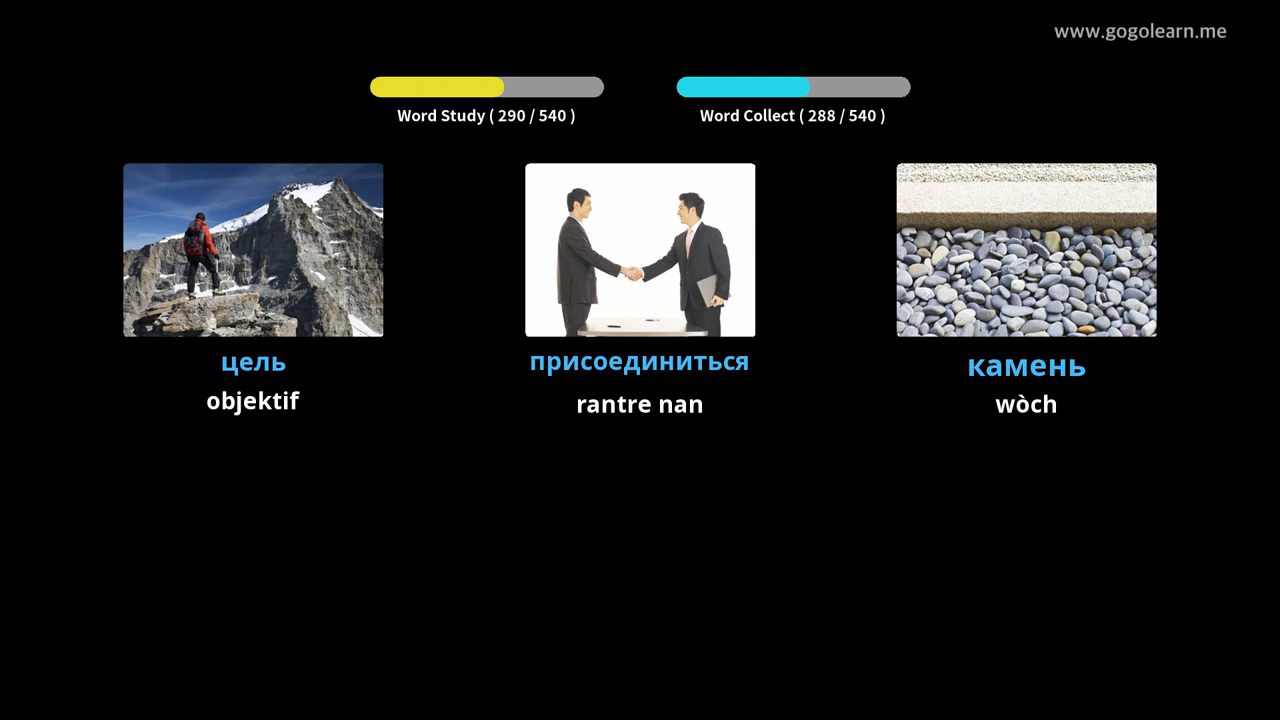 www.gogolearn.me
Word Study ( 290 / 540 )
Word Collect ( 288 / 540 )
цель
objektif
присоединиться
rantre nan
камень
wòch